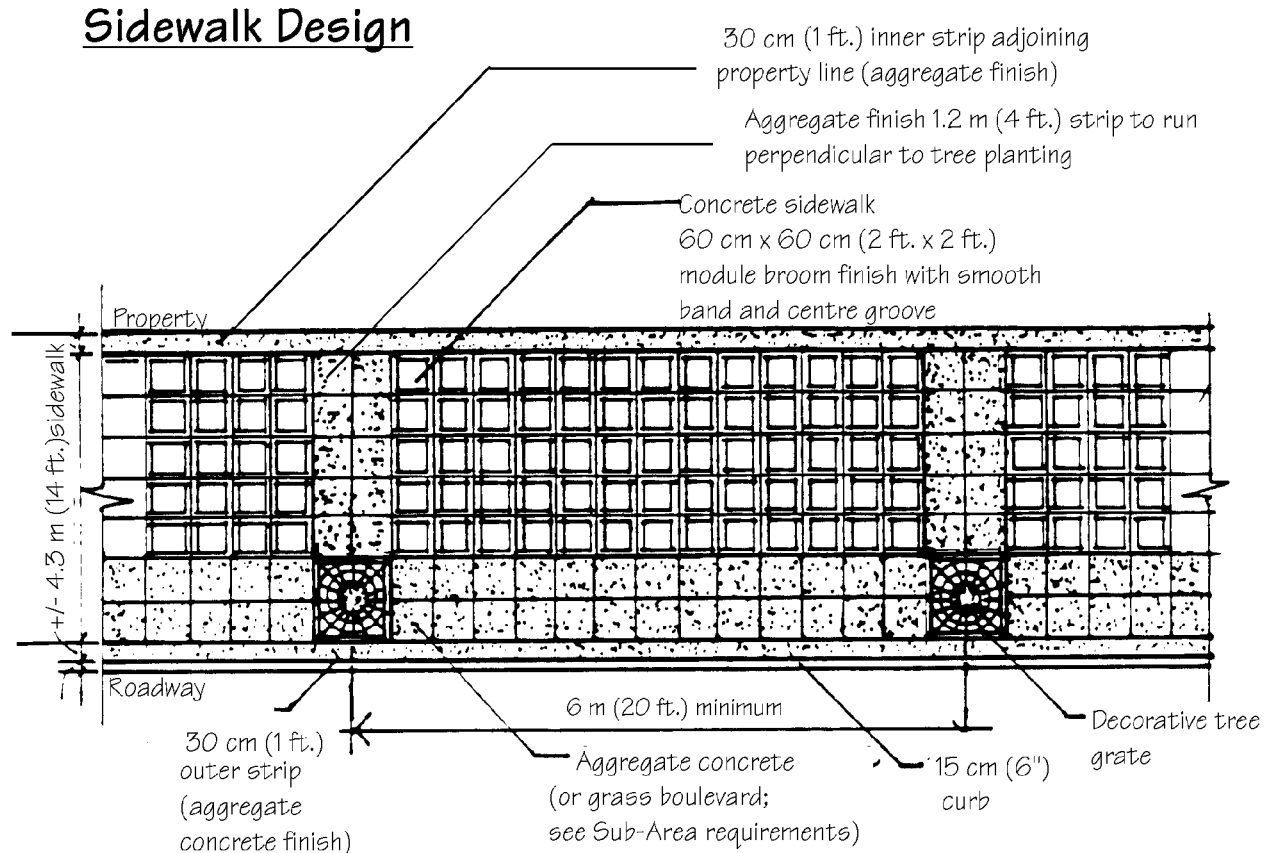 Sidewalk Design
30 cm (1 ft.) inner strip adjoining
property line (aggregate finish)
Aggregate finish 1.2 m (4 ft.) strip to run
perpendicular to tree planting
Concrete sidewalk
60 cm x 60 cm (2 ft. x 2 ft.)
module broom finish with smooth
band and centre groove
Property
+/- 4.3 m (14 ft.) sidewalk
Roadway
6 m (20 ft.) minimum
Decorative tree
grate
30 cm (1 ft.)
outer strip
(aggregate
concrete finish)
Aggregate concrete
(or grass boulevard;
see Sub-Area requirements)
15 cm (6")
curb